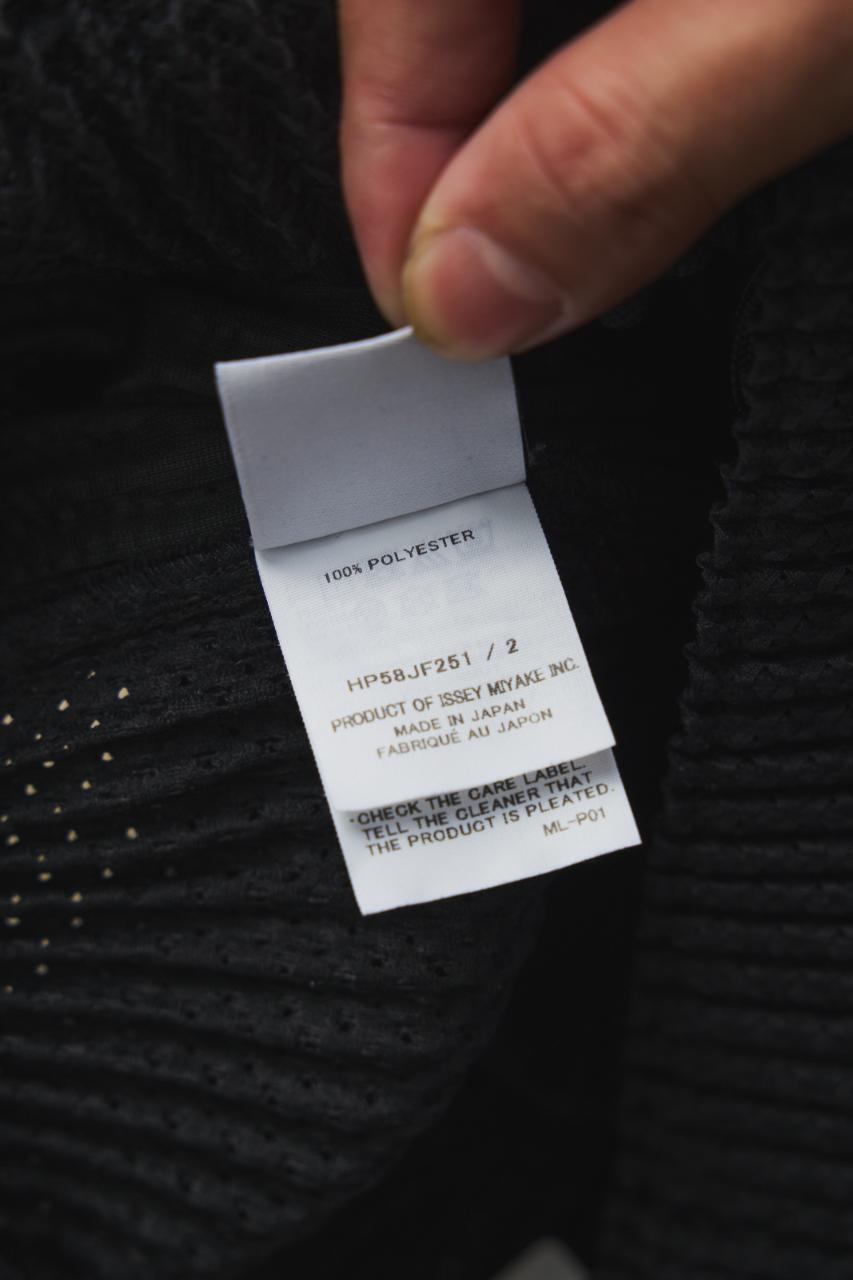 100% POLYESTER
HP58JF251 / 2
PRODUCT OF ISSEY MIYAKE INC.
MADE IN JAPAN
FABRIQUÉ AU JAPON
・CHECK THE CARE LABEL.
TELL THE CLEANER THAT
THE PRODUCT IS PLEATED.
ML-P01